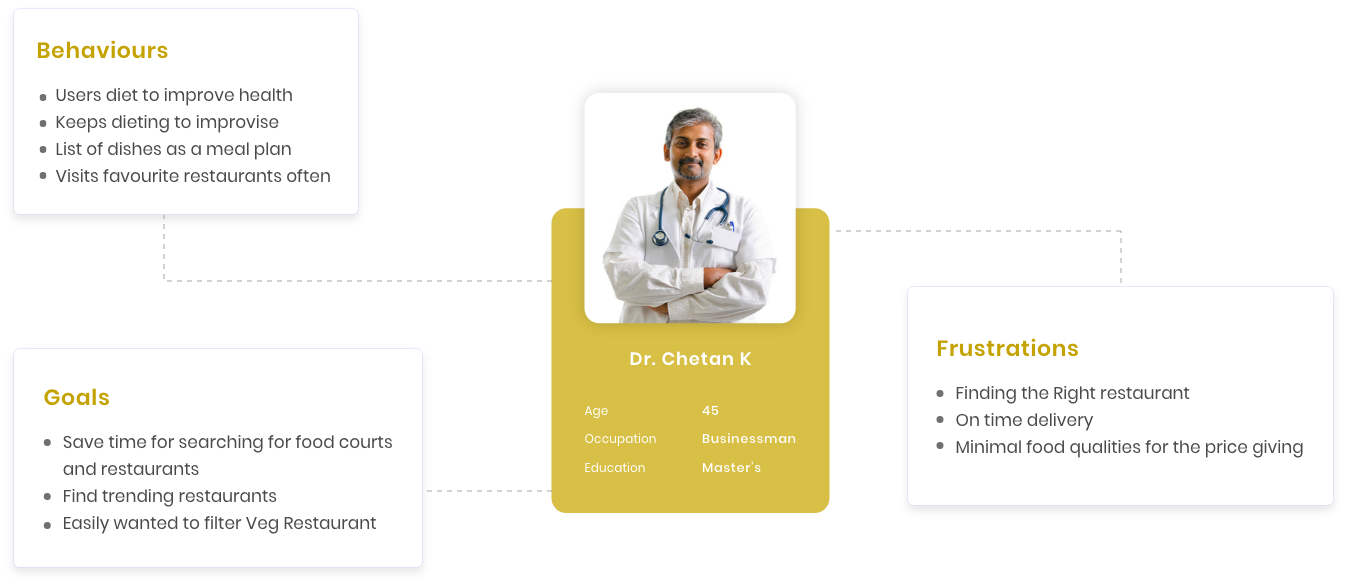 Behaviours
Users diet to improve health
Keeps dieting to improvise
List of dishes as a meal plan
Visits favourite restaurants often
Goals
Save time for searching for food courts
and restaurants
Find trending restaurants
Easily wanted to filter Veg Restaurant
Dr. Chetan K
Age 45
Occupation Businessman
Education Master's
Frustrations
Finding the Right restaurant
On time delivery
Minimal food qualities for the price giving